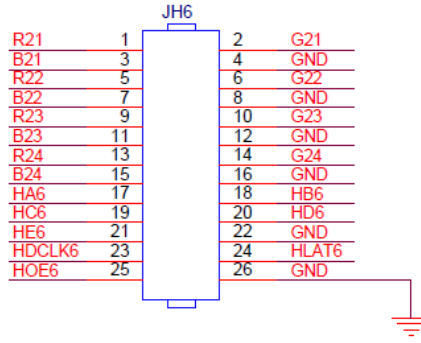 JH6
R21 1 2 G21
B21 3 4 GND
R22 5 6 G22
B22 7 8 GND
R23 9 10 G23
B23 11 12 GND
R24 13 14 G24
B24 15 16 GND
HA6 17 18 HB6
HC6 19 20 HD6
HE6 21 22 GND
HDCLK6 23 24 HLAT6
HOE6 25 26 GND